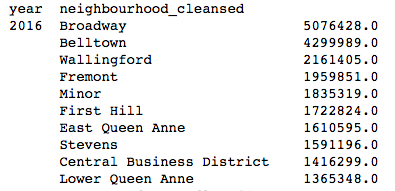 year  neighbourhood_cleansed
2016  Broadway                    5076428.0
      Belltown                    4299989.0
      Wallingford                 2161405.0
      Fremont                     1959851.0
      Minor                       1835319.0
      First Hill                  1722824.0
      East Queen Anne             1610595.0
      Stevens                     1591196.0
      Central Business District   1416299.0
      Lower Queen Anne            1365348.0